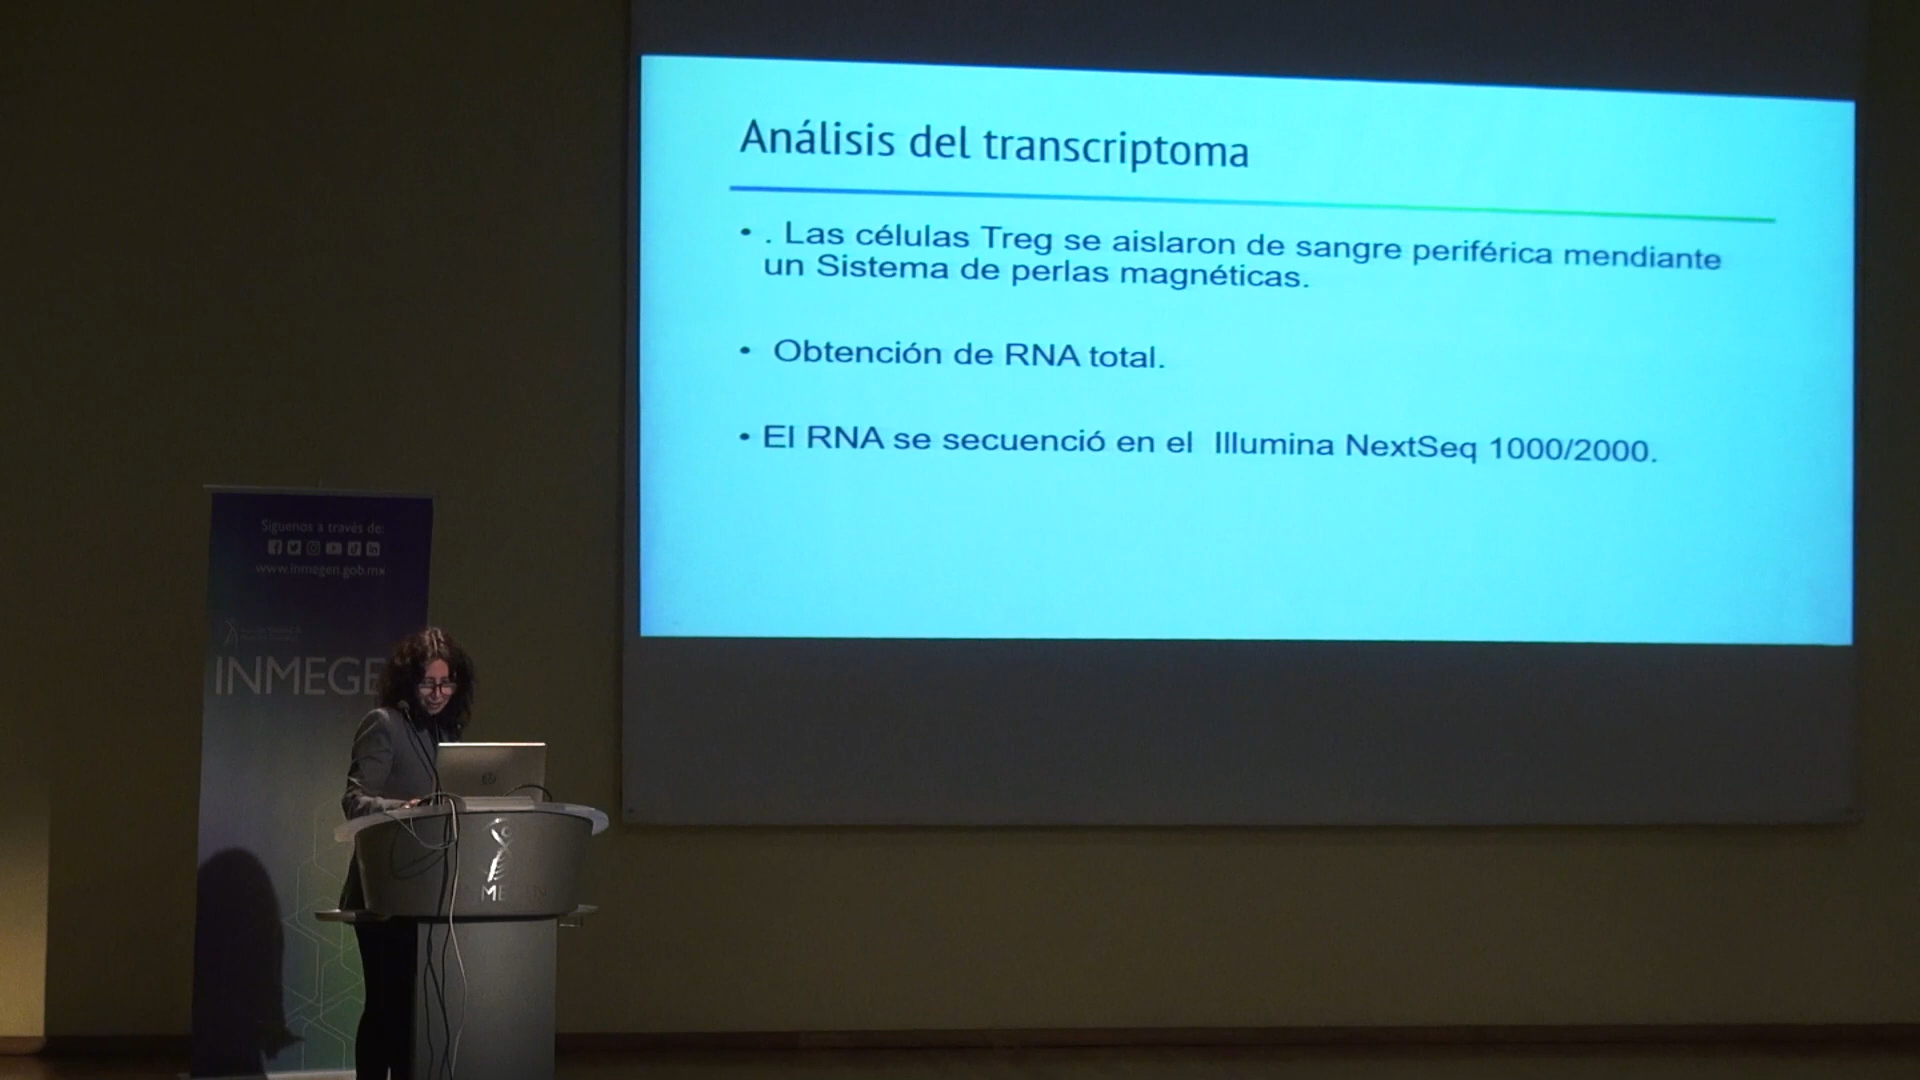 Análisis del transcriptoma
• . Las células Treg se aislaron de sangre periférica mendiante
un Sistema de perlas magnéticas.
• Obtención de RNA total.
• El RNA se secuenció en el Illumina NextSeq 1000/2000.
Síguenos a través de:
www.inmegen.gob.mx
INMEGE